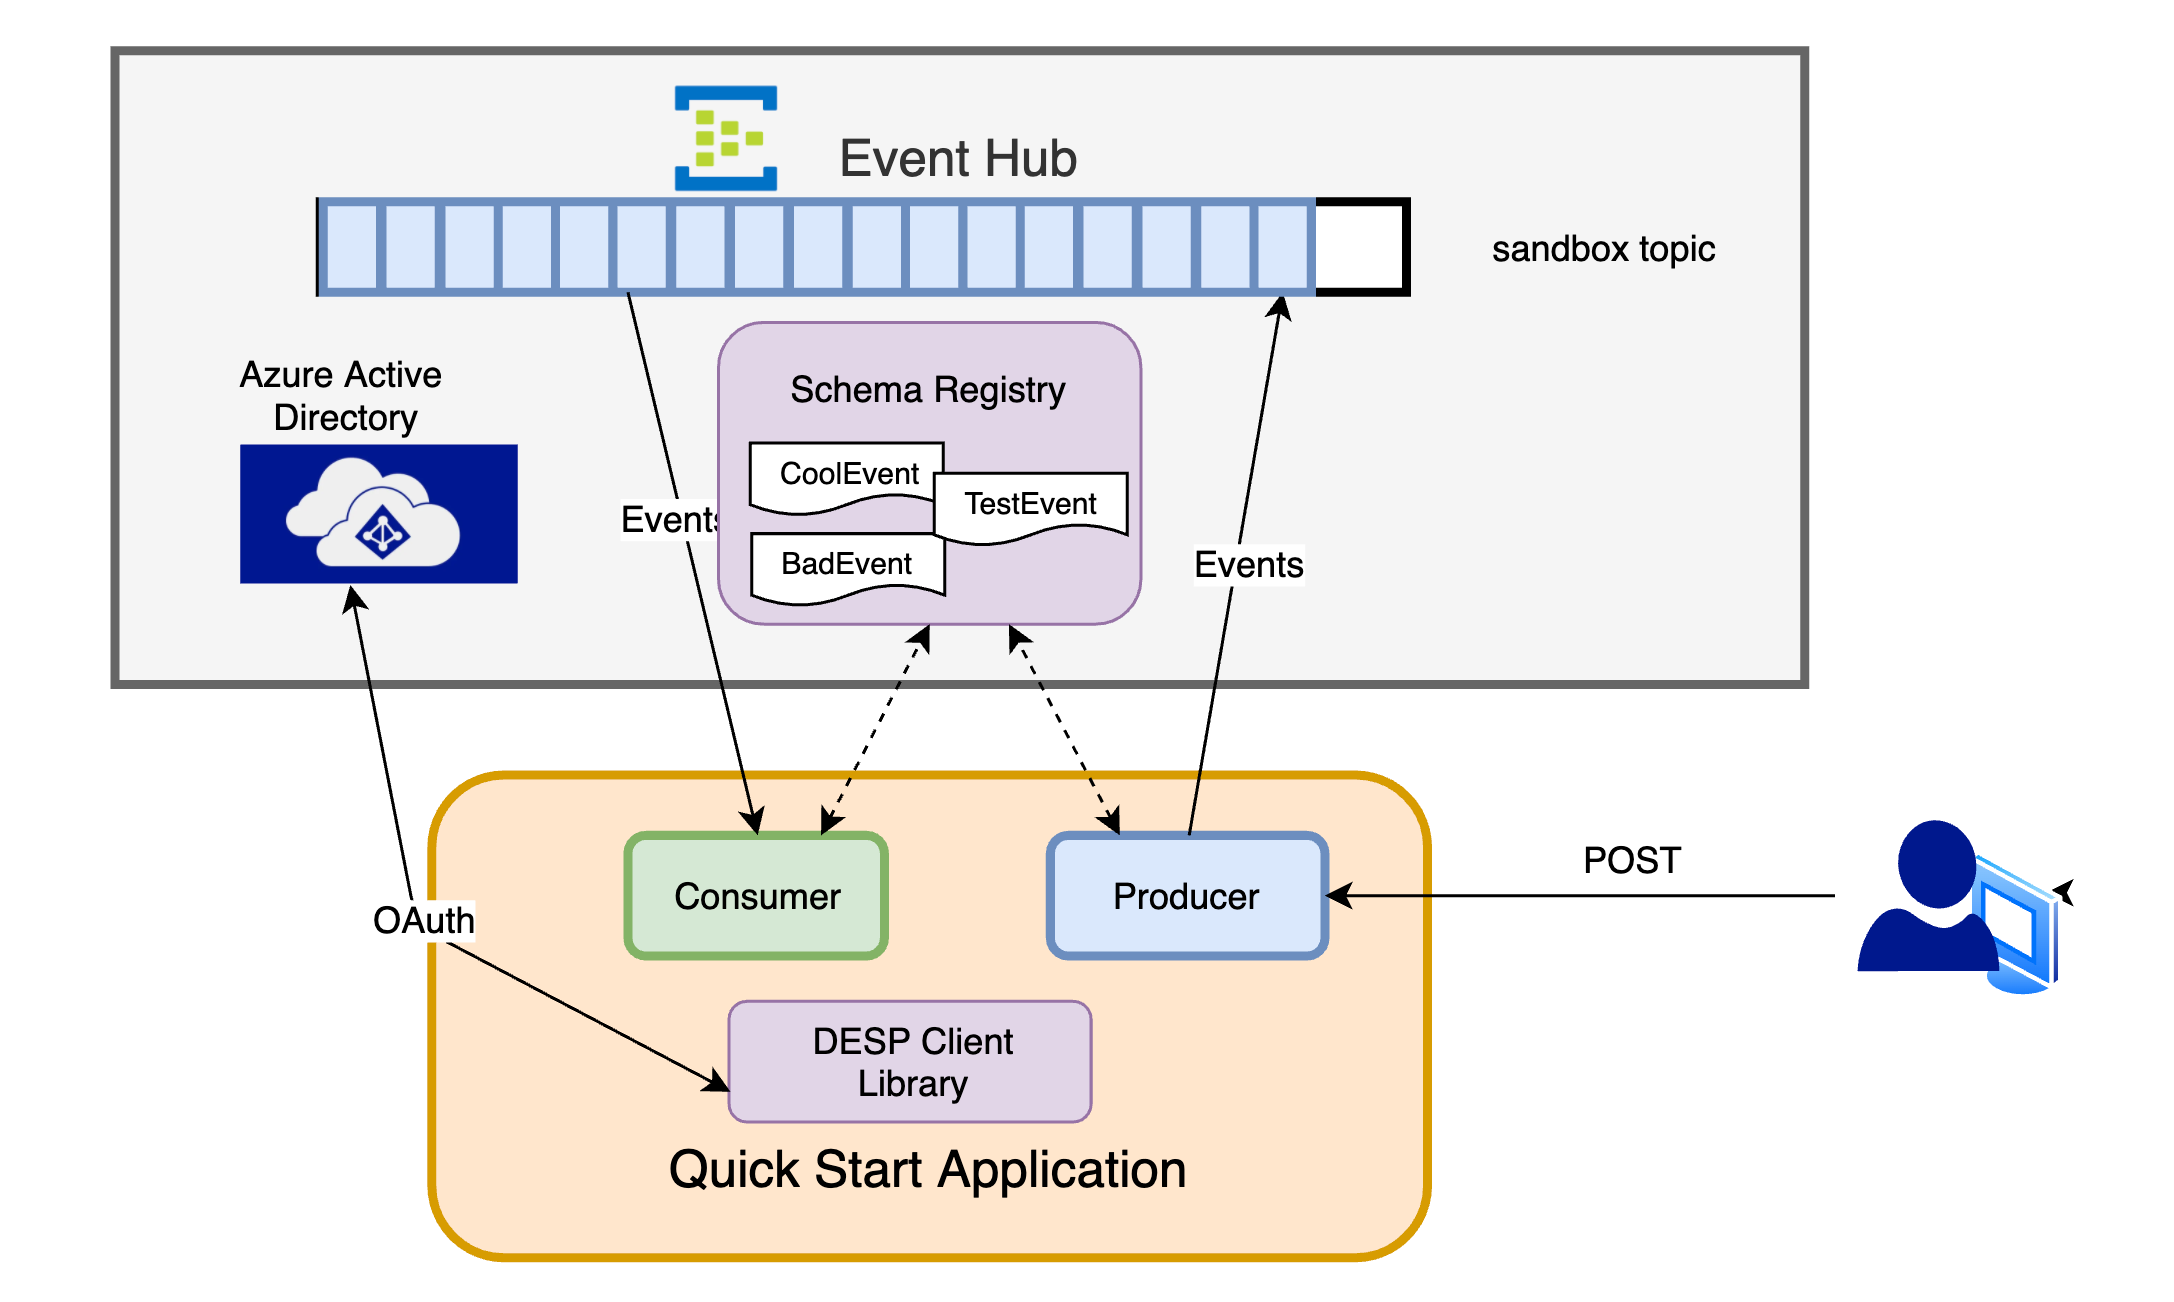 Event Hub
sandbox topic
Azure Active
Directory
Schema Registry
CoolEvent
TestEvent
BadEvent
Events
Events
OAuth
Consumer
Producer
POST
DESP Client
Library
Quick Start Application